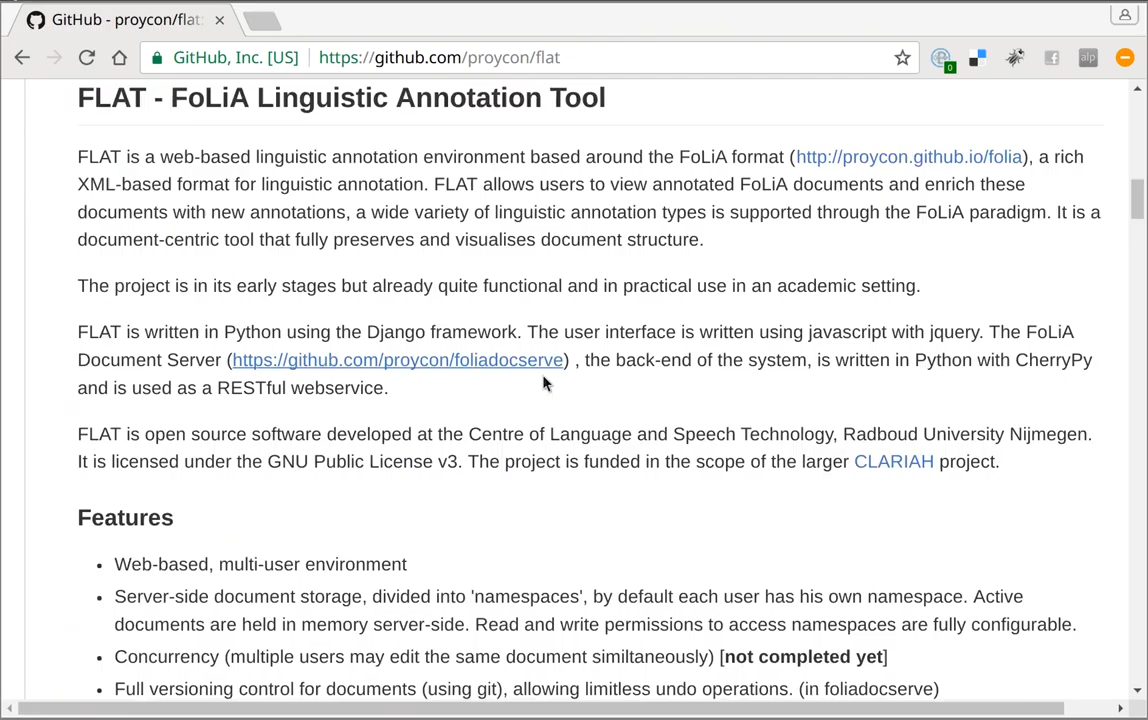 GitHub - proycon/flat:
GitHub, Inc. [US] https://github.com/proycon/flat
0
f
alp
FLAT - FoLiA Linguistic Annotation Tool
FLAT is a web-based linguistic annotation environment based around the FoLiA format (http://proycon.github.io/folia), a rich
XML-based format for linguistic annotation. FLAT allows users to view annotated FoLiA documents and enrich these
documents with new annotations, a wide variety of linguistic annotation types is supported through the FoLiA paradigm. It is a
document-centric tool that fully preserves and visualises document structure.
The project is in its early stages but already quite functional and in practical use in an academic setting.
FLAT is written in Python using the Django framework. The user interface is written using javascript with jquery. The FoLiA
Document Server (https://github.com/proycon/foliadocserve) , the back-end of the system, is written in Python with CherryPy
and is used as a RESTful webservice.
FLAT is open source software developed at the Centre of Language and Speech Technology, Radboud University Nijmegen.
It is licensed under the GNU Public License v3. The project is funded in the scope of the larger CLARIAH project.
Features
• Web-based, multi-user environment
• Server-side document storage, divided into 'namespaces', by default each user has his own namespace. Active
documents are held in memory server-side. Read and write permissions to access namespaces are fully configurable.
• Concurrency (multiple users may edit the same document similtaneously) [not completed yet]
• Full versioning control for documents (using git), allowing limitless undo operations. (in foliadocserve)